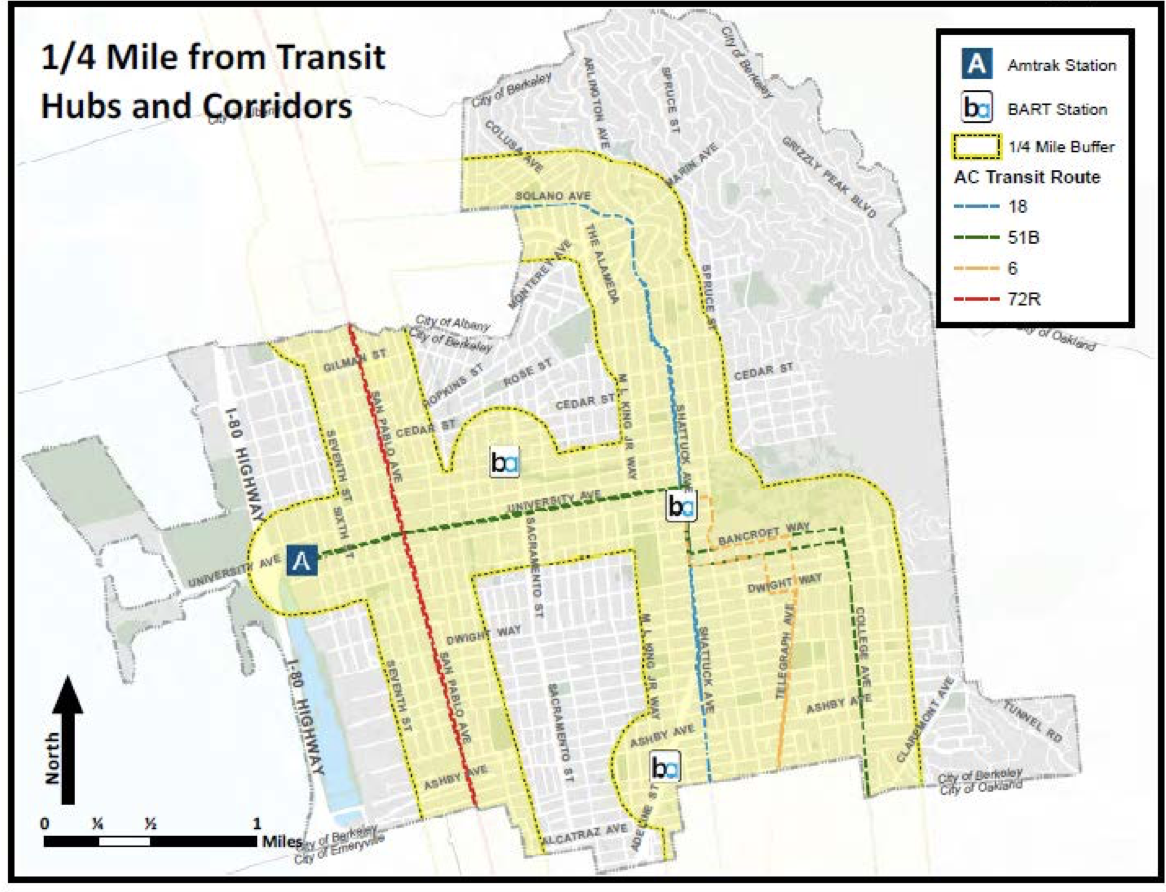 1/4 Mile from Transit
Hubs and Corridors
A Amtrak Station
ba BART Station
1/4 Mile Buffer
AC Transit Route
18
51B
6
72R
City of Berkeley
City of Berkeley
ARLINGTON AVE
SPRUCE ST
COLUSA AVE
MARIN AVE
GRIZZLY PEAK BLVD
SOLANO AVE
THE ALAMEDA
MONTEREY AVE
SPRUCE ST
City of Albany
City of Berkeley
City of Oakland
GILMAN ST
HOPKINS ST
ROSE ST
CEDAR ST
CEDAR ST
CEDAR ST
M L KING JR WAY
SHATTUCK AVE
SAN PABLO AVE
I-80 HIGHWAY
SEVENTH ST
SIXTH ST
ba
ba
UNIVERSITY AVE
A
UNIVERSITY AVE
SACRAMENTO ST
BANCROFT WAY
DWIGHT WAY
DWIGHT WAY
M L KING JR WAY
SHATTUCK AVE
TELEGRAPH AVE
COLLEGE AVE
I-80 HIGHWAY
SEVENTH ST
SAN PABLO AVE
SACRAMENTO ST
ASHBY AVE
ASHBY AVE
ASHBY AVE
CLAREMONT AVE
TUNNEL RD
ba
ADELINE ST
ALCATRAZ AVE
City of Berkeley
City of Oakland
City of Berkeley
City of Emeryville
North
0 ¼ ½ 1
Miles